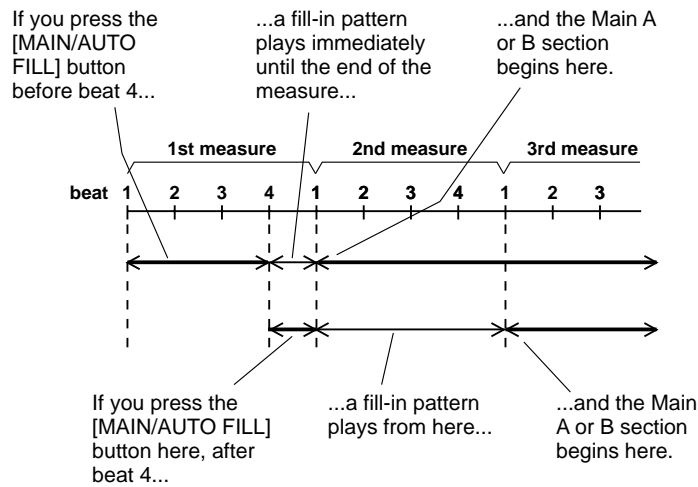 If you press the
[MAIN/AUTO
FILL] button
before beat 4...
...a fill-in pattern
plays immediately
until the end of the
measure...
...and the Main A
or B section
begins here.
1st measure 2nd measure 3rd measure
beat 1 2 3 4 1 2 3 4 1 2 3
If you press the
[MAIN/AUTO FILL]
button here, after
beat 4...
...a fill-in pattern
plays from here...
...and the Main
A or B section
begins here.